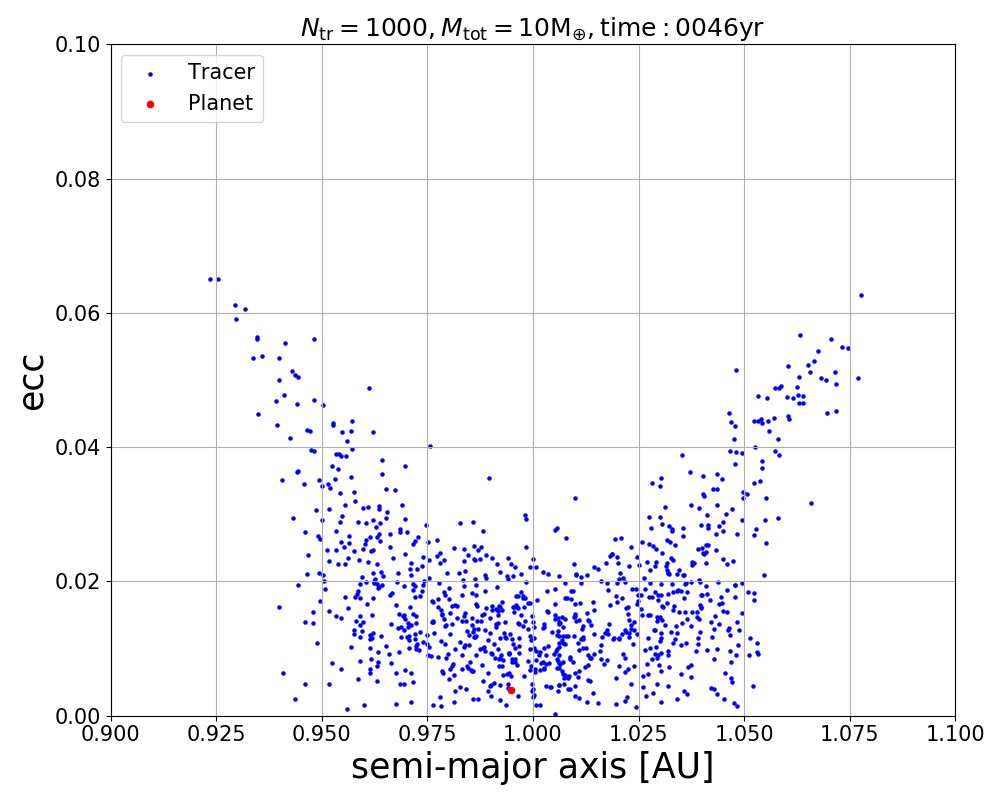 N_tr = 1000, M_tot = 10M_⊕, time : 0046yr
Tracer
Planet
ecc
0.10
0.08
0.06
0.04
0.02
0.00
0.900 0.925 0.950 0.975 1.000 1.025 1.050 1.075 1.100
semi-major axis [AU]